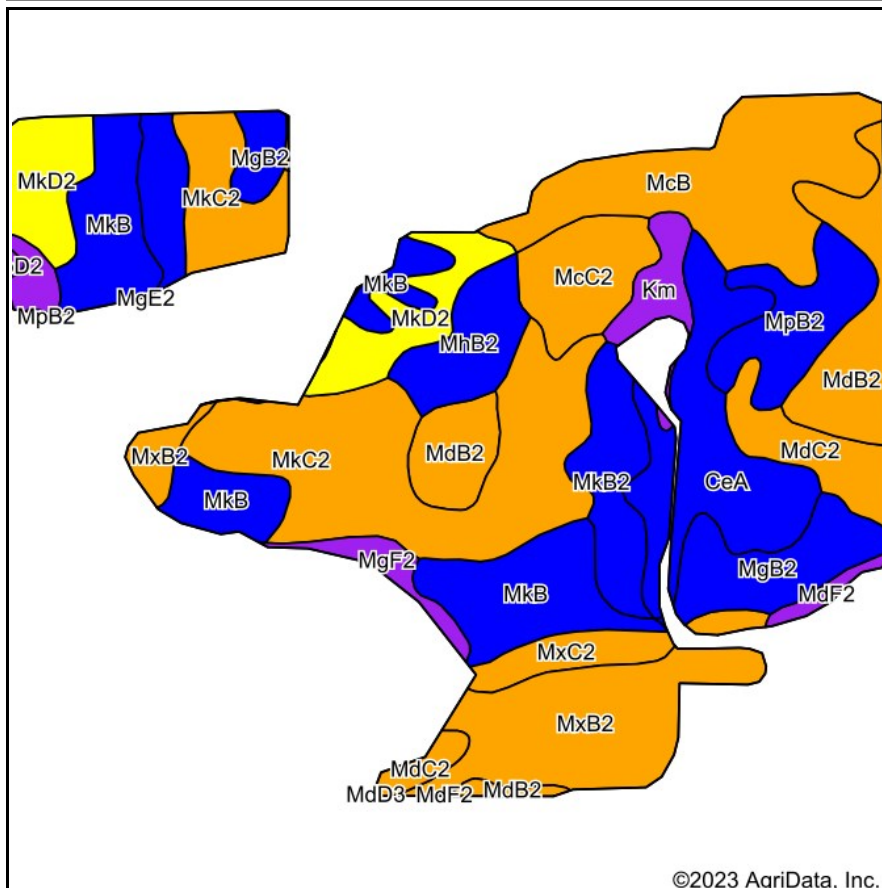 MgB2
McB
MkD2
MkC2
MkB
D2
McC2
MkB
Km
MgE2
MpB2
MkD2
MpB2
MhB2
MdB2
MxB2
MkC2
MdB2
MdC2
MkB
MkB2
CeA
MgF2
MgB2
MkB
MdF2
MxC2
MxB2
MdC2
MdD3
MdF2
MdB2
©2023 AgriData, Inc.